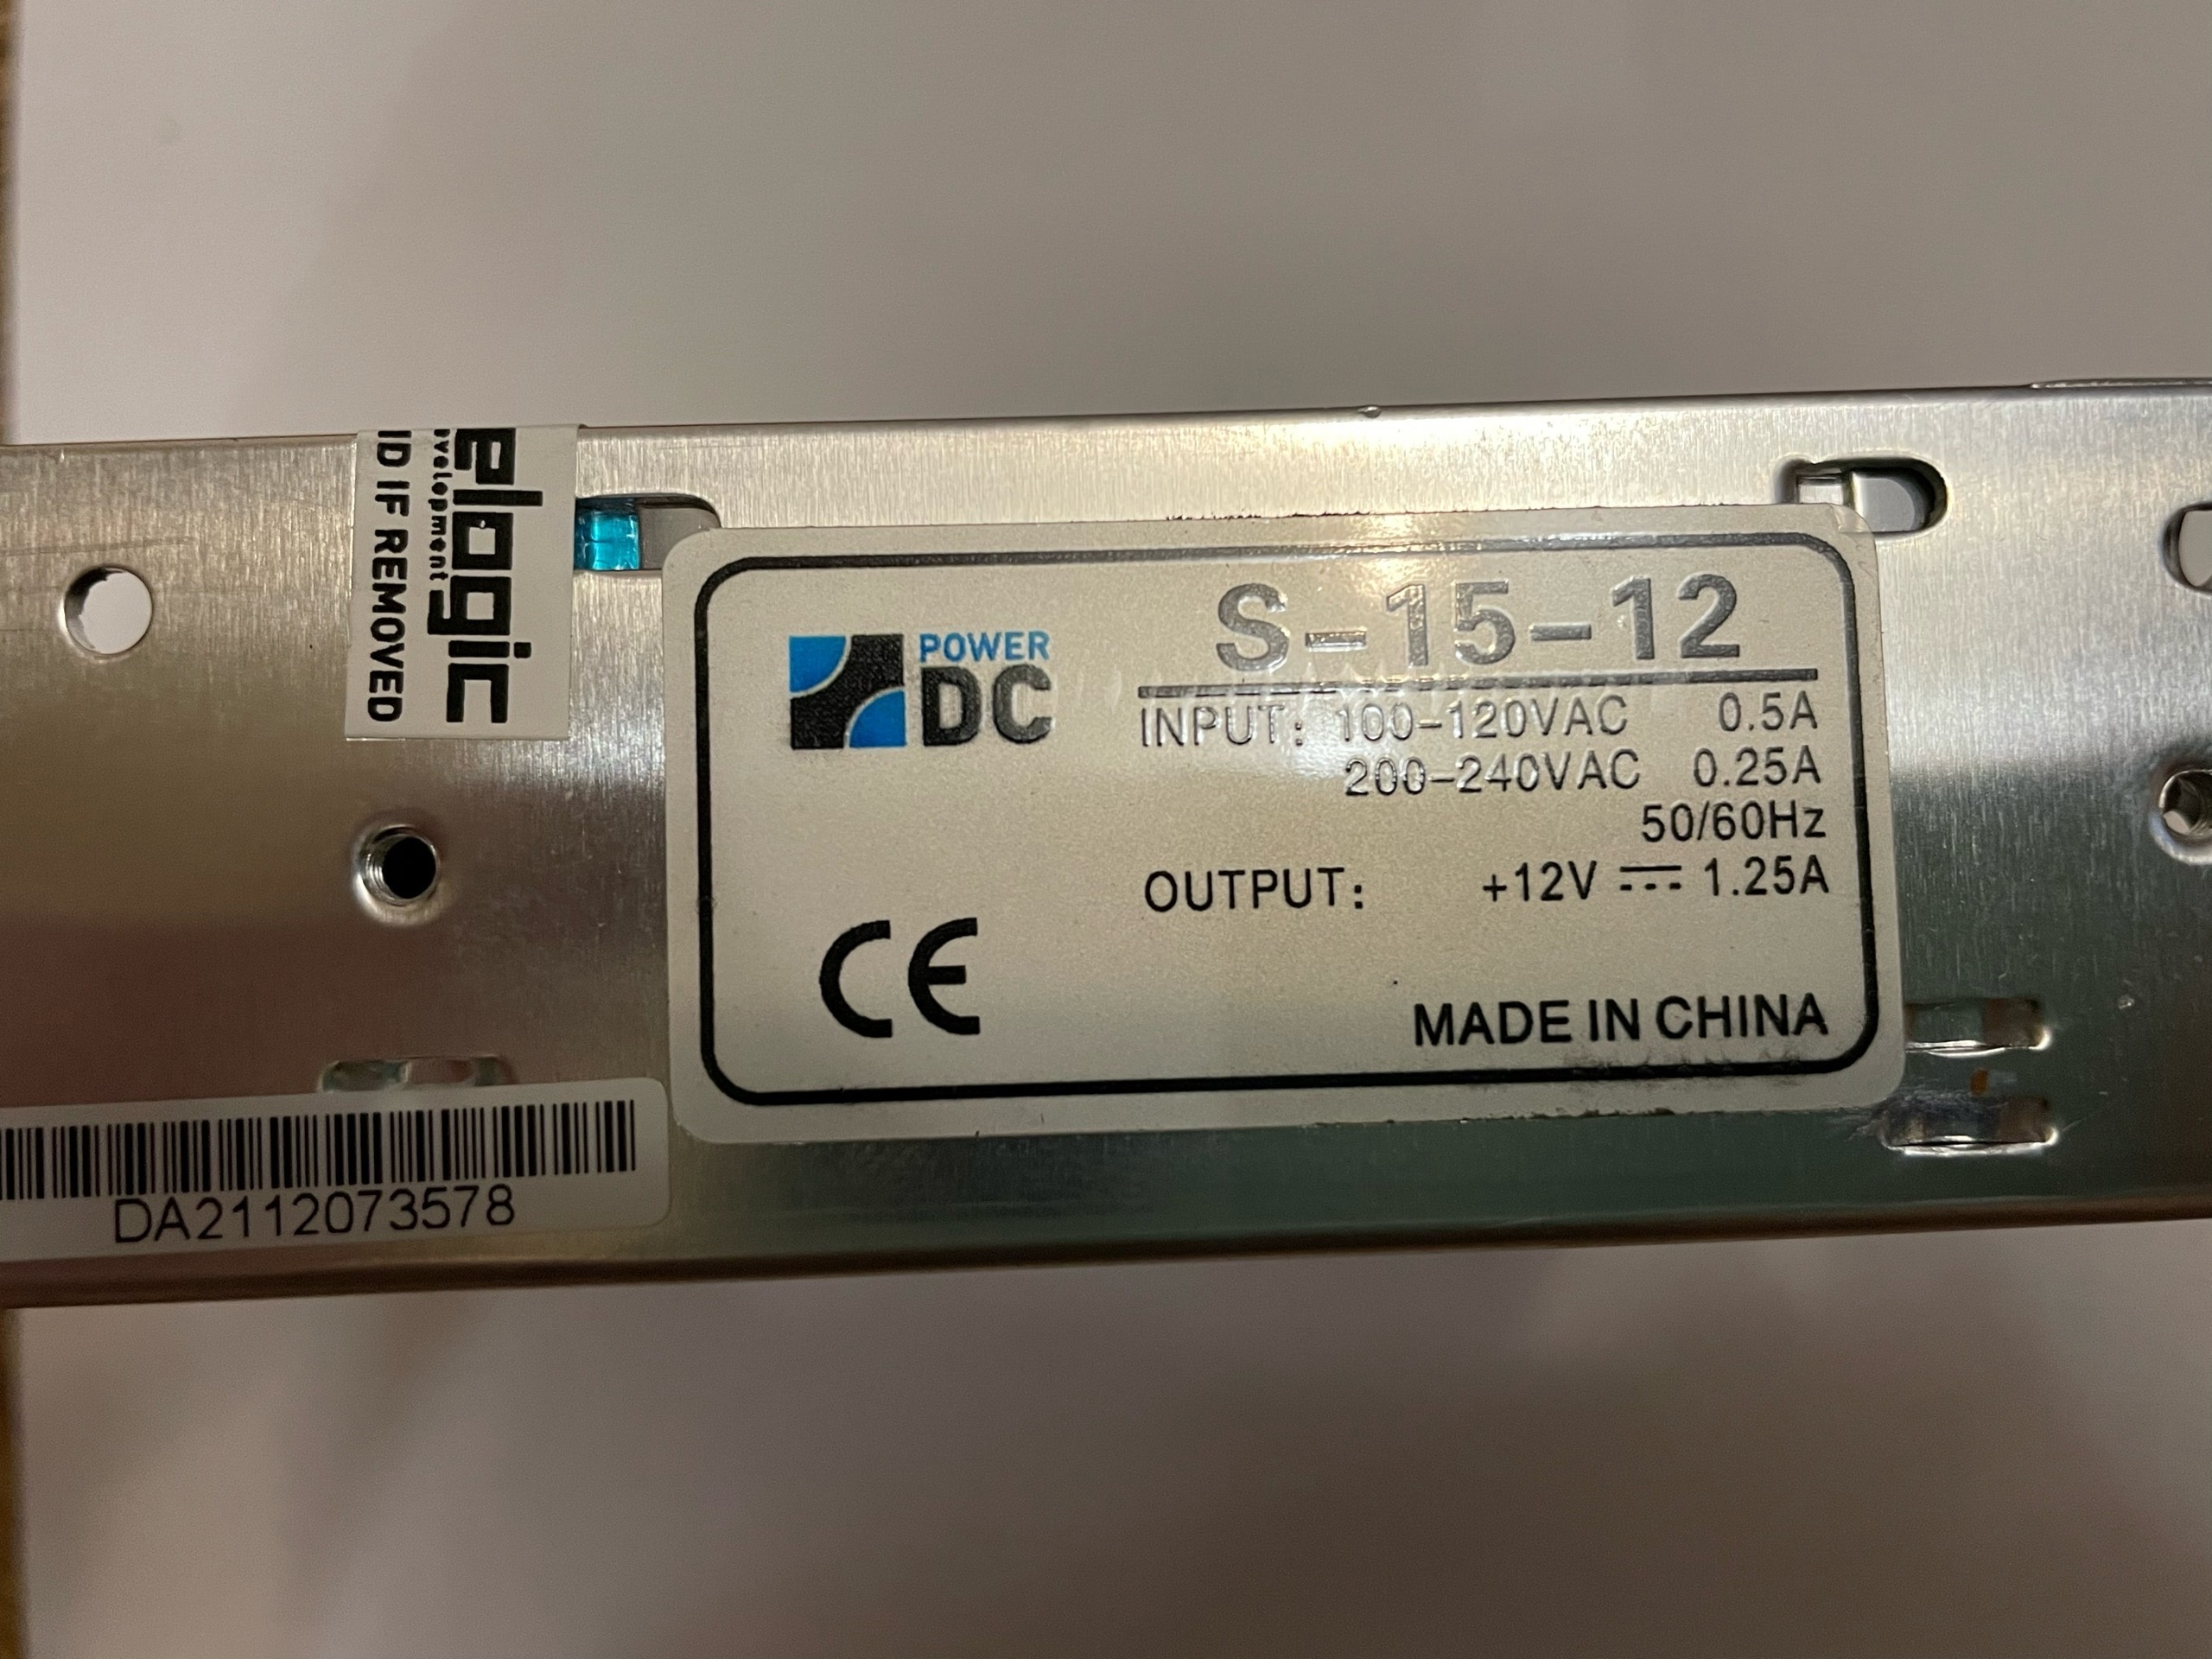 elogic
velopment
ID IF REMOVED
POWER
DC
S-15-12
INPUT: 100-120VAC 0.5A
200-240VAC 0.25A
50/60Hz
OUTPUT: +12V ⎓ 1.25A
CE
MADE IN CHINA
DA2112073578